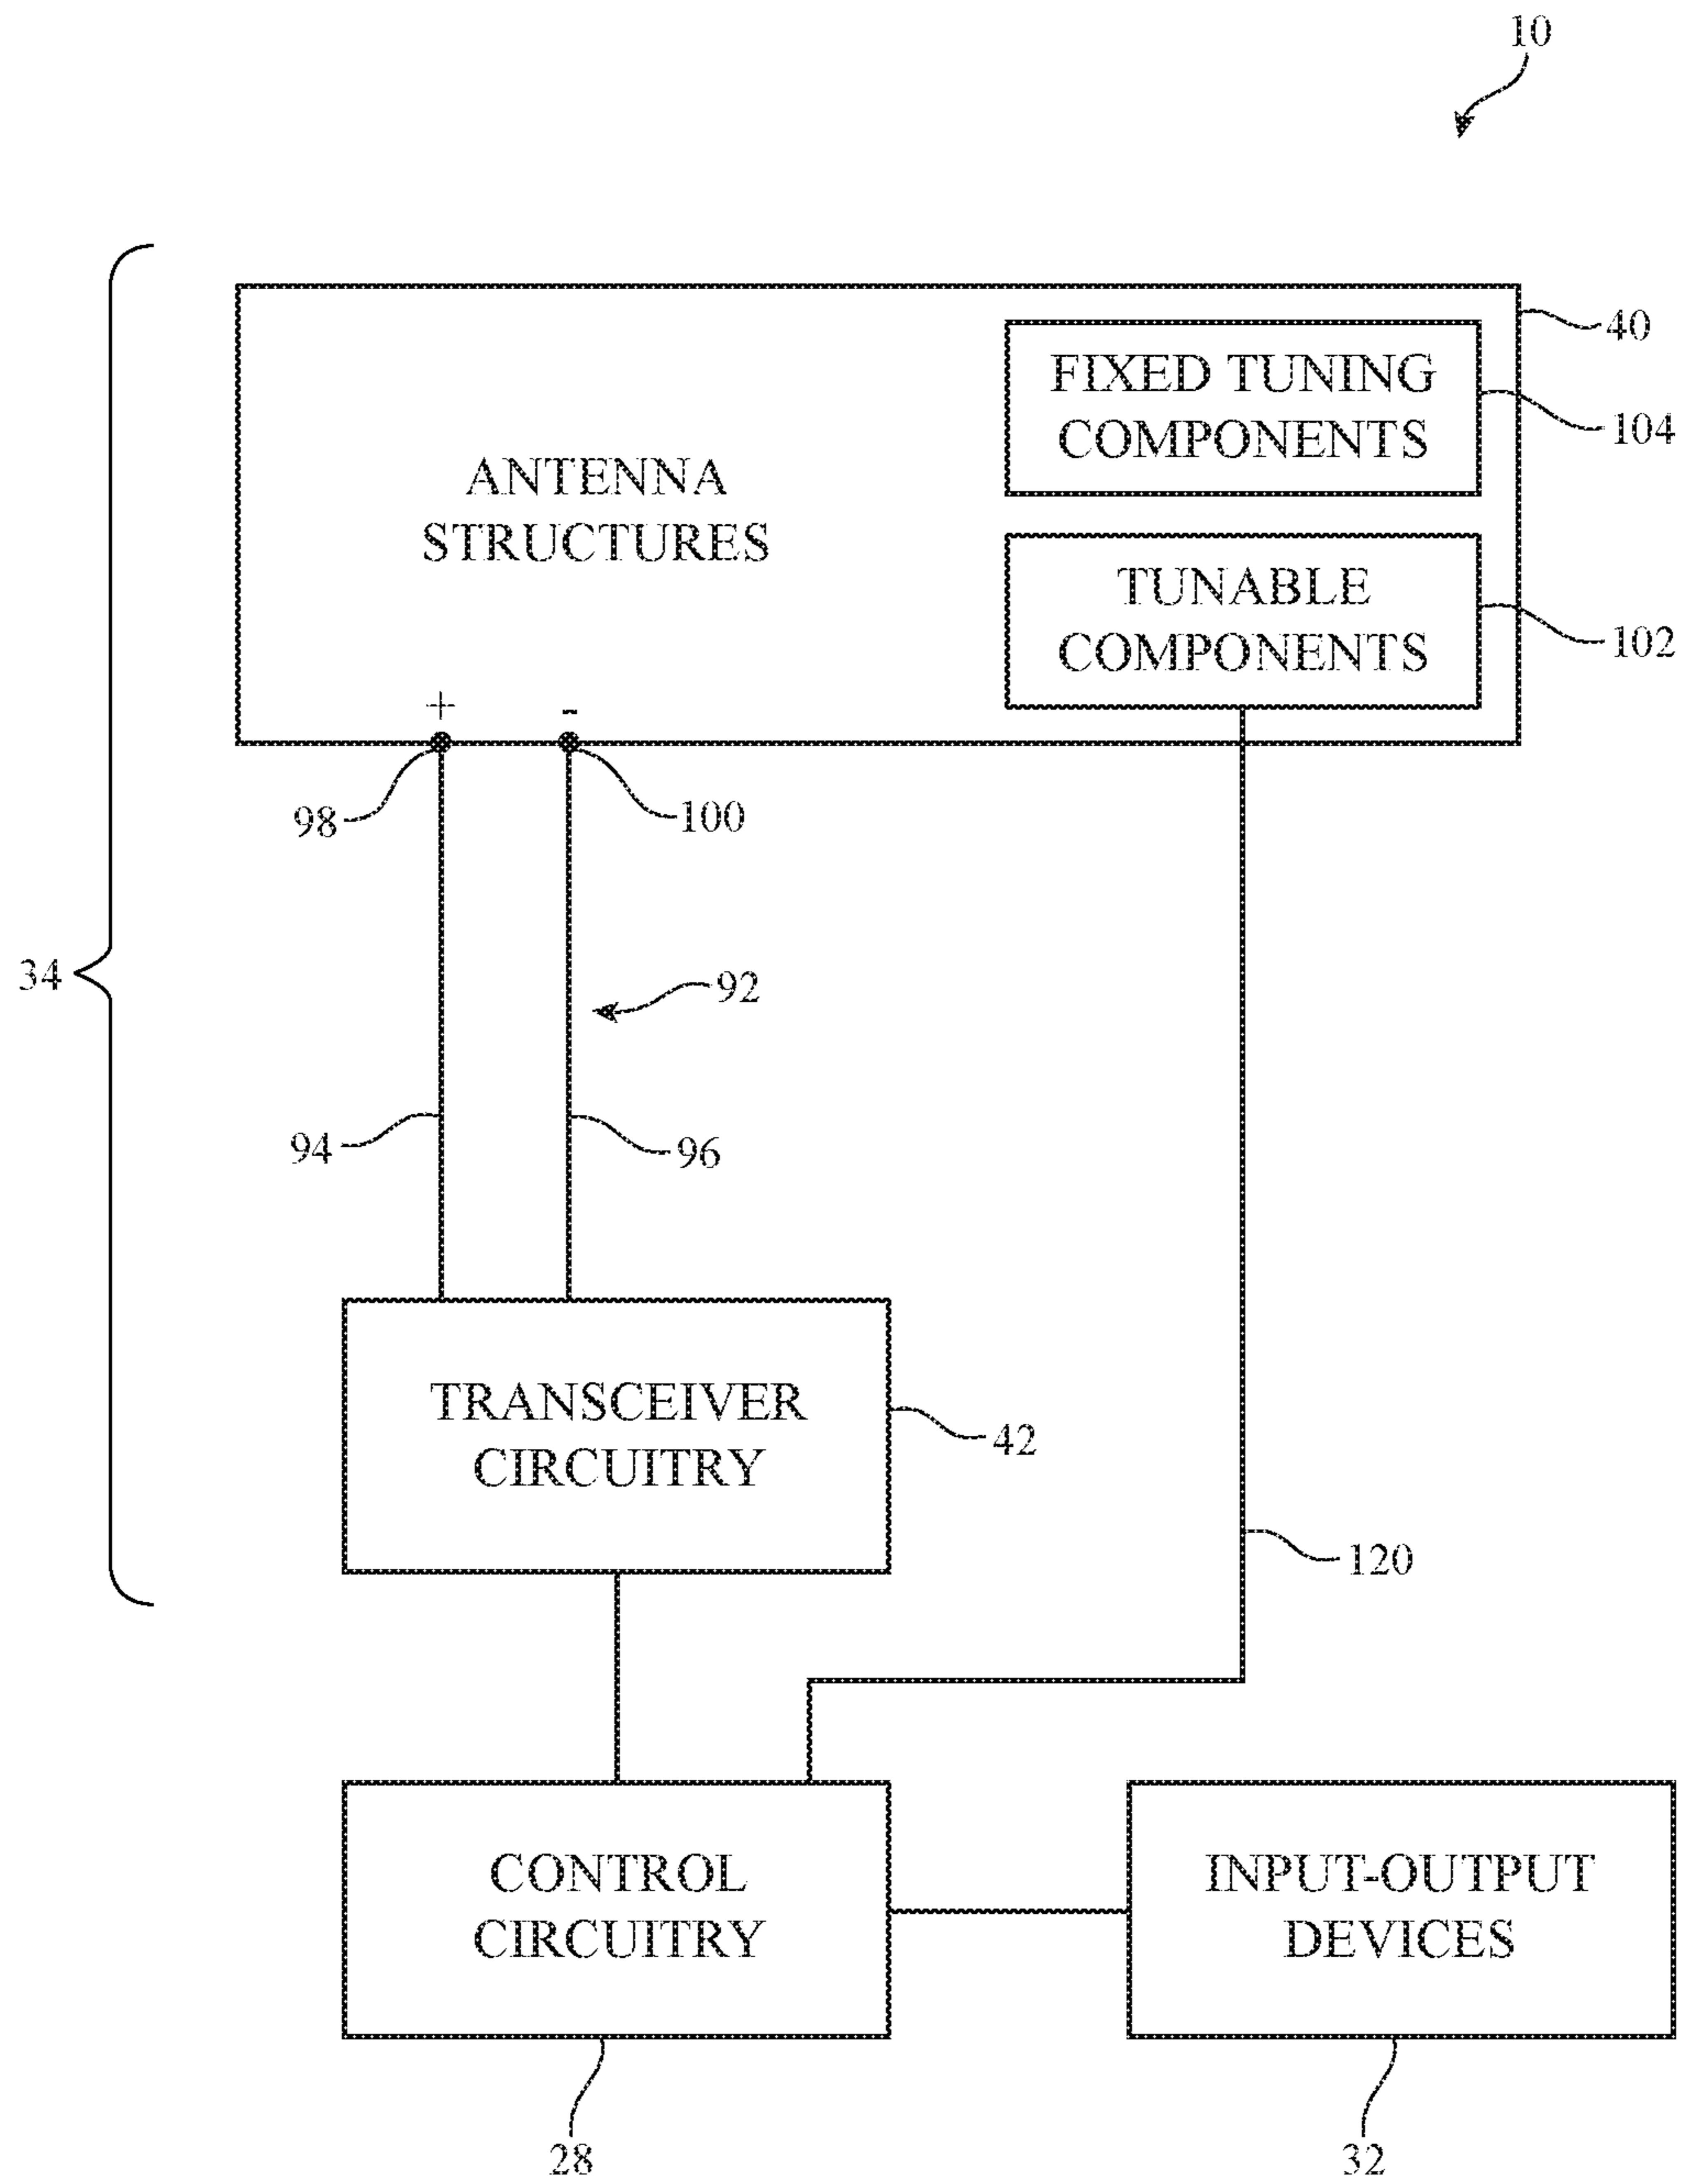 10
40
FIXED TUNING
COMPONENTS
104
ANTENNA
STRUCTURES
TUNABLE
COMPONENTS
102
+
-
98
100
34
92
94
96
TRANSCEIVER
CIRCUITRY
42
120
CONTROL
CIRCUITRY
INPUT-OUTPUT
DEVICES
28
32